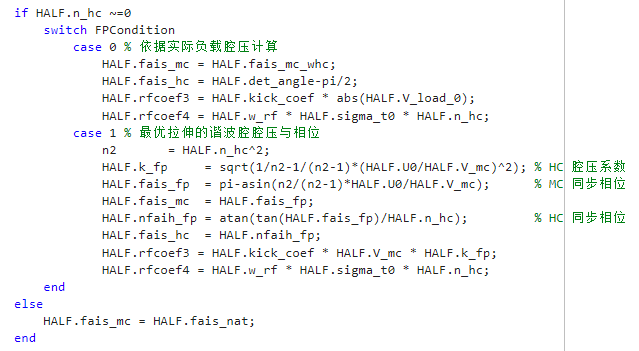 if HALF.n_hc ~=0
    switch FPCondition
        case 0 % 依据实际负载腔压计算
            HALF.fais_mc = HALF.fais_mc_whc;
            HALF.fais_hc = HALF.det_angle-pi/2;
            HALF.rfcoef3 = HALF.kick_coef * abs(HALF.V_load_0);
            HALF.rfcoef4 = HALF.w_rf * HALF.sigma_t0 * HALF.n_hc;
        case 1 % 最优拉伸的谐波腔腔压与相位
            n2       = HALF.n_hc^2;
            HALF.k_fp     = sqrt(1/n2-1/(n2-1)*(HALF.U0/HALF.V_mc)^2); % HC 腔压系数
            HALF.fais_fp  = pi-asin(n2/(n2-1)*HALF.U0/HALF.V_mc);      % MC 同步相位
            HALF.fais_mc  = HALF.fais_fp;
            HALF.nfaih_fp = atan(tan(HALF.fais_fp)/HALF.n_hc);         % HC 同步相位
            HALF.fais_hc  = HALF.nfaih_fp;
            HALF.rfcoef3 = HALF.kick_coef * HALF.V_mc * HALF.k_fp;
            HALF.rfcoef4 = HALF.w_rf * HALF.sigma_t0 * HALF.n_hc;
    end
else
    HALF.fais_mc = HALF.fais_nat;
end